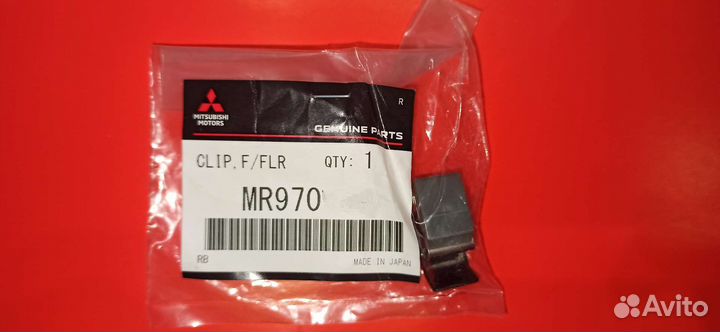 R
MITSUBISHI
MOTORS
GENUINE PARTS
CLIP,F/FLR QTY: 1
MR970
RB MADE IN JAPAN
Avito